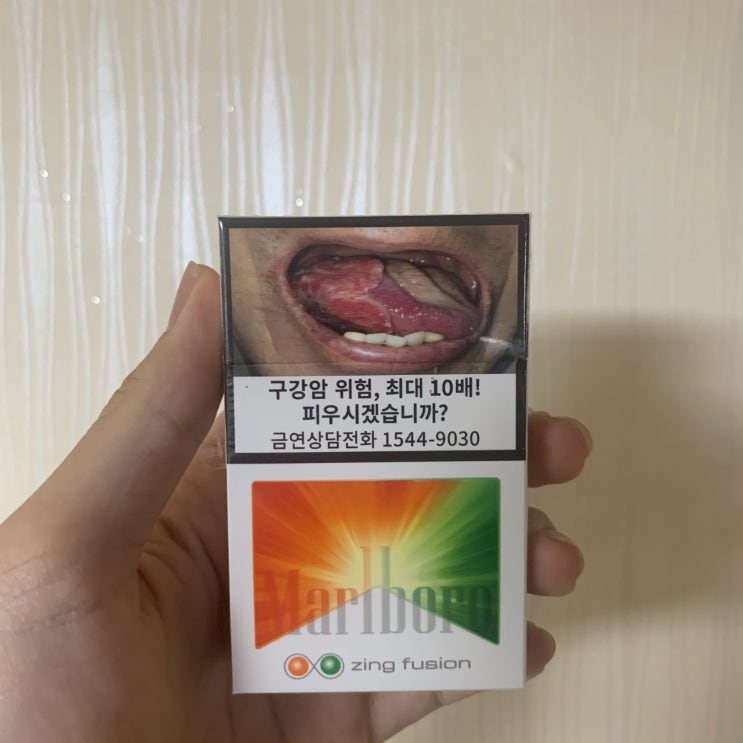 구강암 위험, 최대 10배!
피우시겠습니까?
금연상담전화 1544-9030
Marlboro
zing fusion